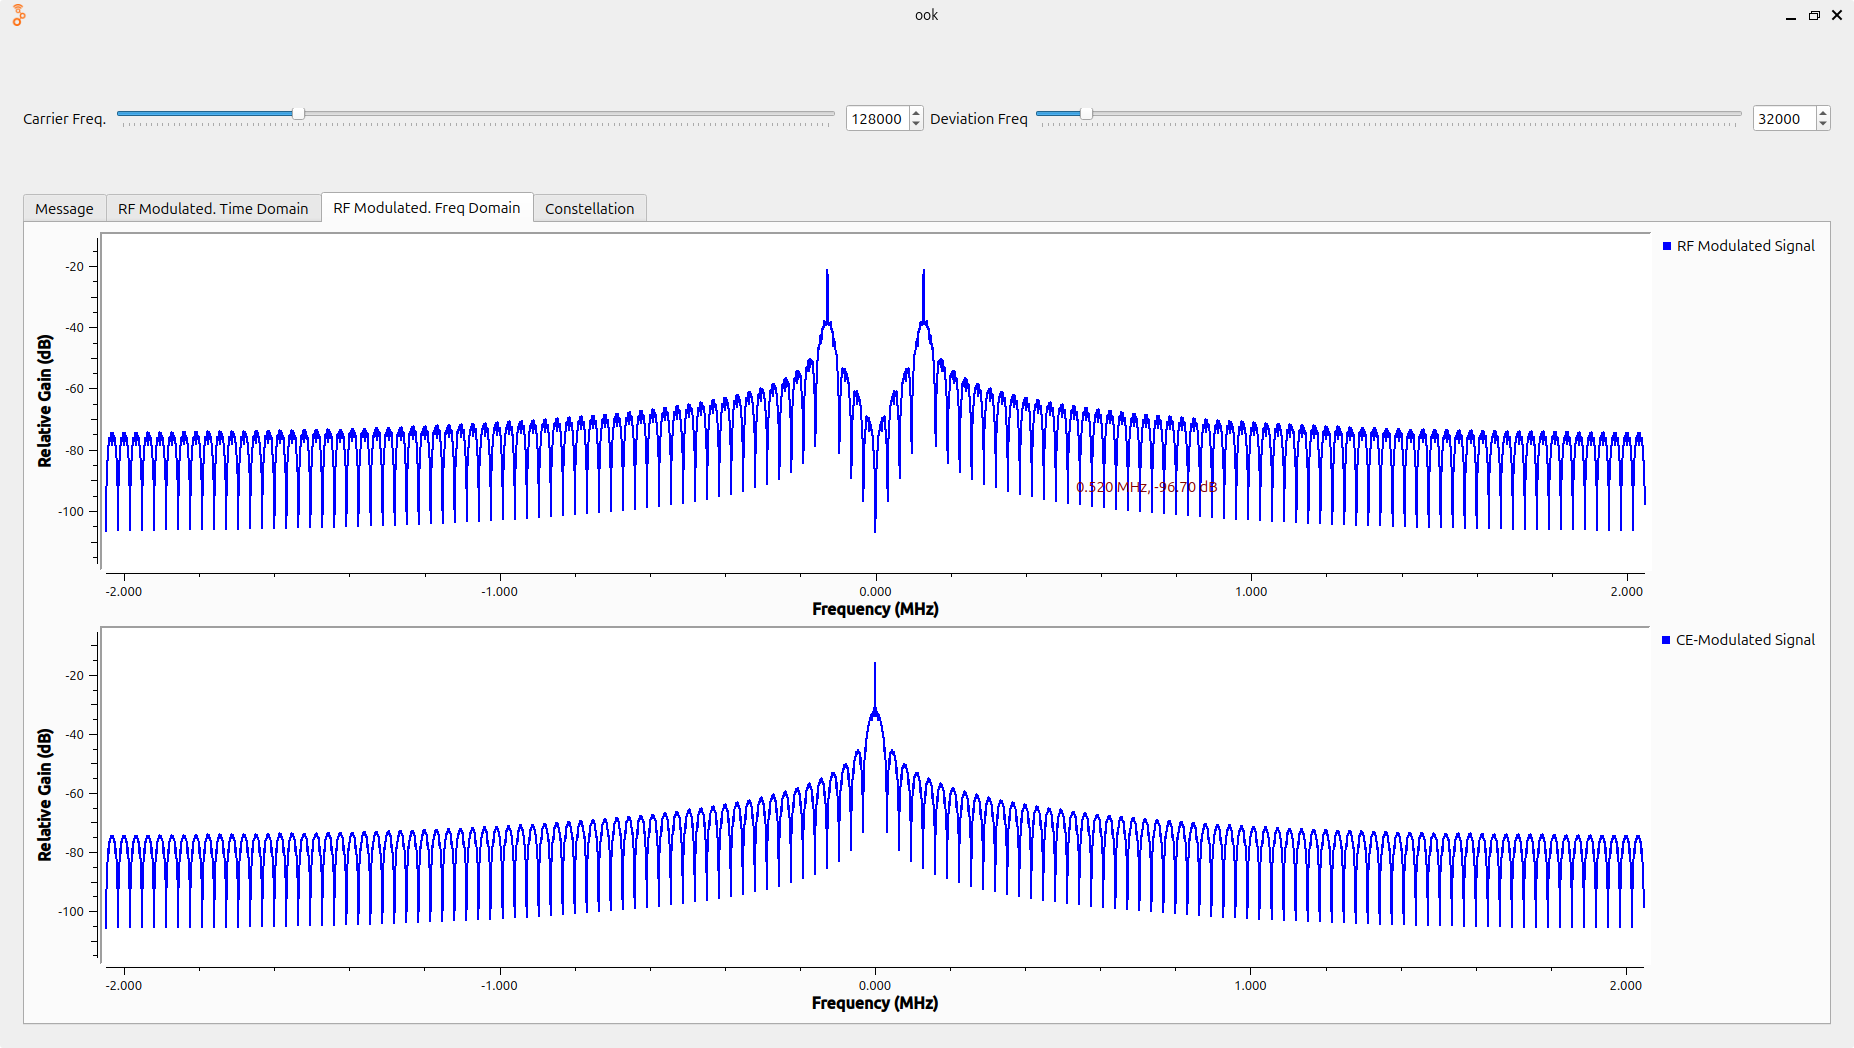 ook
Carrier Freq. 128000 Deviation Freq 32000
Message RF Modulated. Time Domain RF Modulated. Freq Domain Constellation
RF Modulated Signal
Relative Gain (dB)
-20
-40
-60
-80
-100
0.520 MHz, -96.70 dB
-2.000 -1.000 0.000 1.000 2.000
Frequency (MHz)
CE-Modulated Signal
Relative Gain (dB)
-20
-40
-60
-80
-100
-2.000 -1.000 0.000 1.000 2.000
Frequency (MHz)